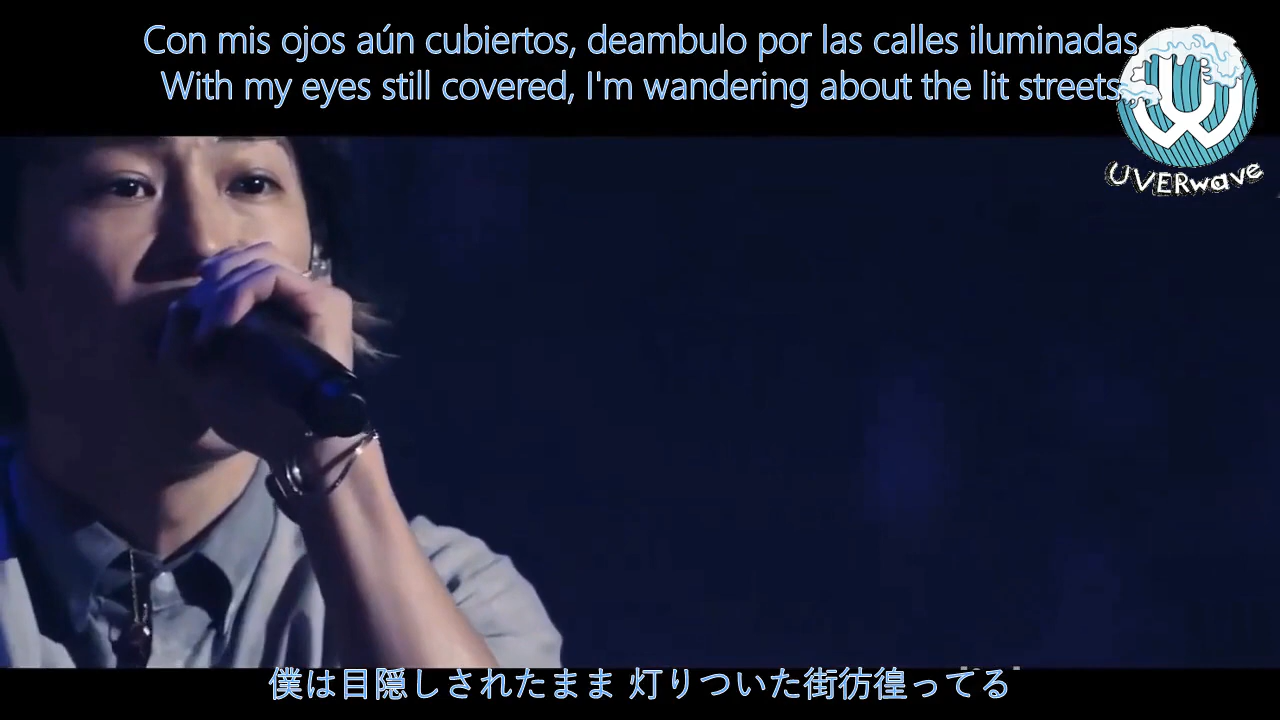 Con mis ojos aún cubiertos, deambulo por las calles iluminadas
With my eyes still covered, I'm wandering about the lit streets
UVERwave
僕は目隠しされたまま 灯りついた街彷徨ってる